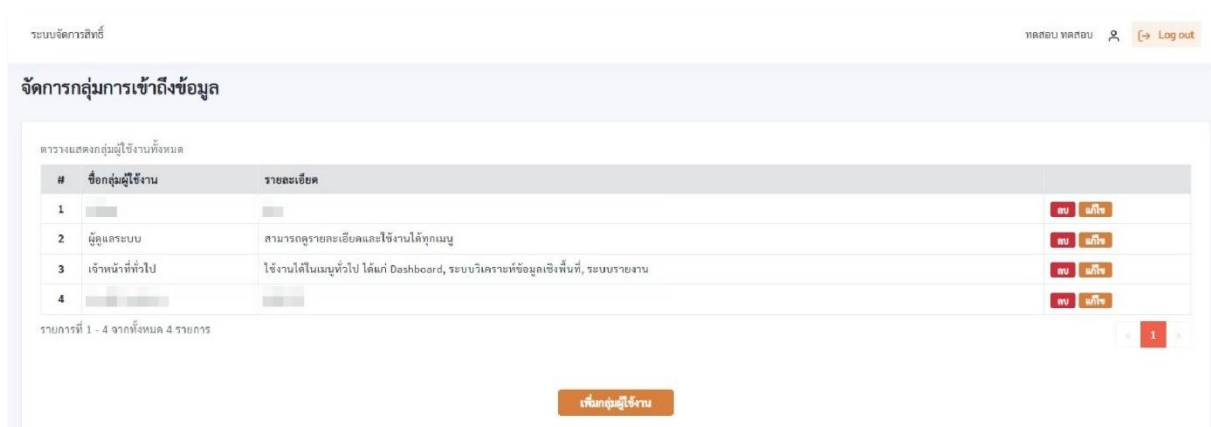 ระบบจัดการสิทธิ์
ทดสอบ ทดสอบ Log out
จัดการกลุ่มการเข้าถึงข้อมูล
ตารางแสดงกลุ่มผู้ใช้งานทั้งหมด
# ชื่อกลุ่มผู้ใช้งาน รายละเอียด
1 ลบ แก้ไข
2 ผู้ดูแลระบบ สามารถดูรายละเอียดและใช้งานได้ทุกเมนู ลบ แก้ไข
3 เจ้าหน้าที่ทั่วไป ใช้งานได้ในเมนูทั่วไป ได้แก่ Dashboard, ระบบวิเคราะห์ข้อมูลเชิงพื้นที่, ระบบรายงาน ลบ แก้ไข
4 ลบ แก้ไข
รายการที่ 1 - 4 จากทั้งหมด 4 รายการ
« 1 »
เพิ่มกลุ่มผู้ใช้งาน